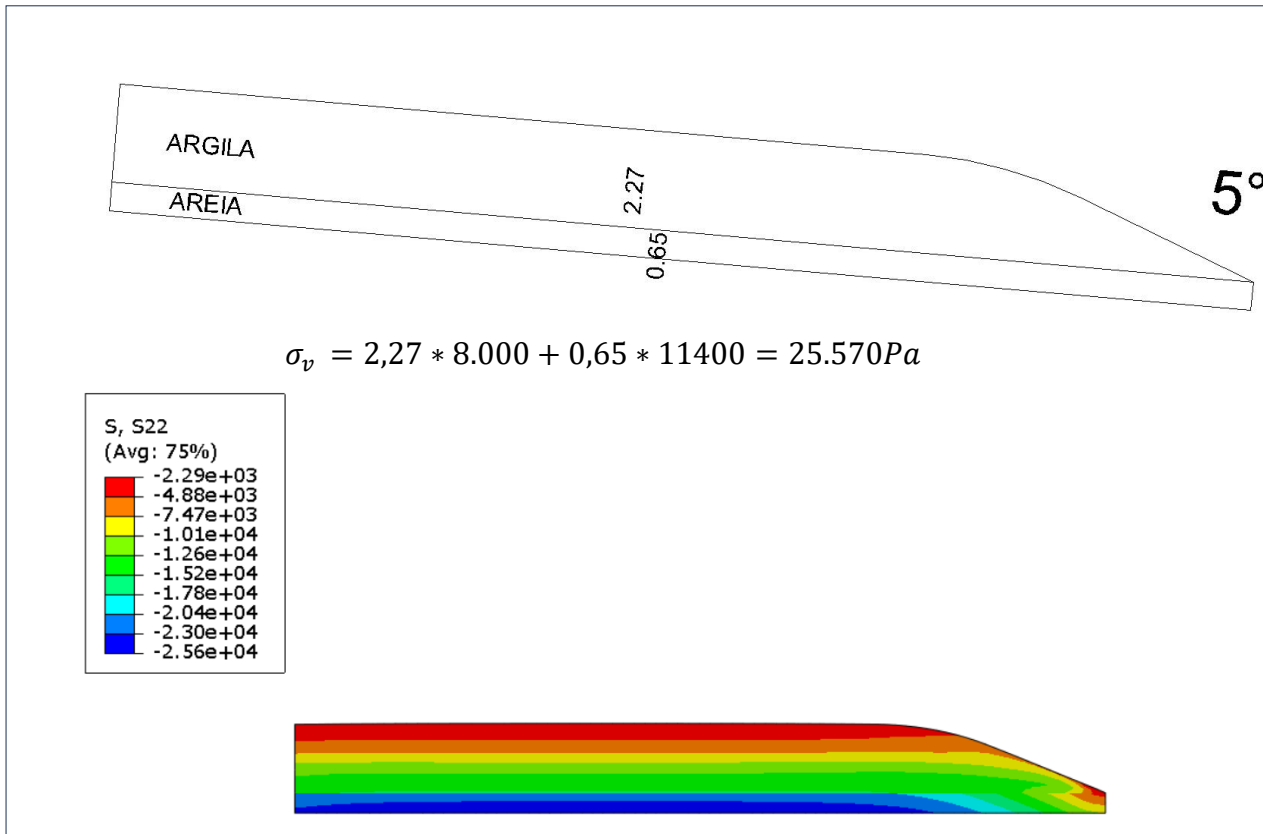 ARGILA
AREIA
2.27
0.65
5°
σ_v = 2,27 * 8.000 + 0,65 * 11400 = 25.570Pa
S, S22
(Avg: 75%)
-2.29e+03
-4.88e+03
-7.47e+03
-1.01e+04
-1.26e+04
-1.52e+04
-1.78e+04
-2.04e+04
-2.30e+04
-2.56e+04